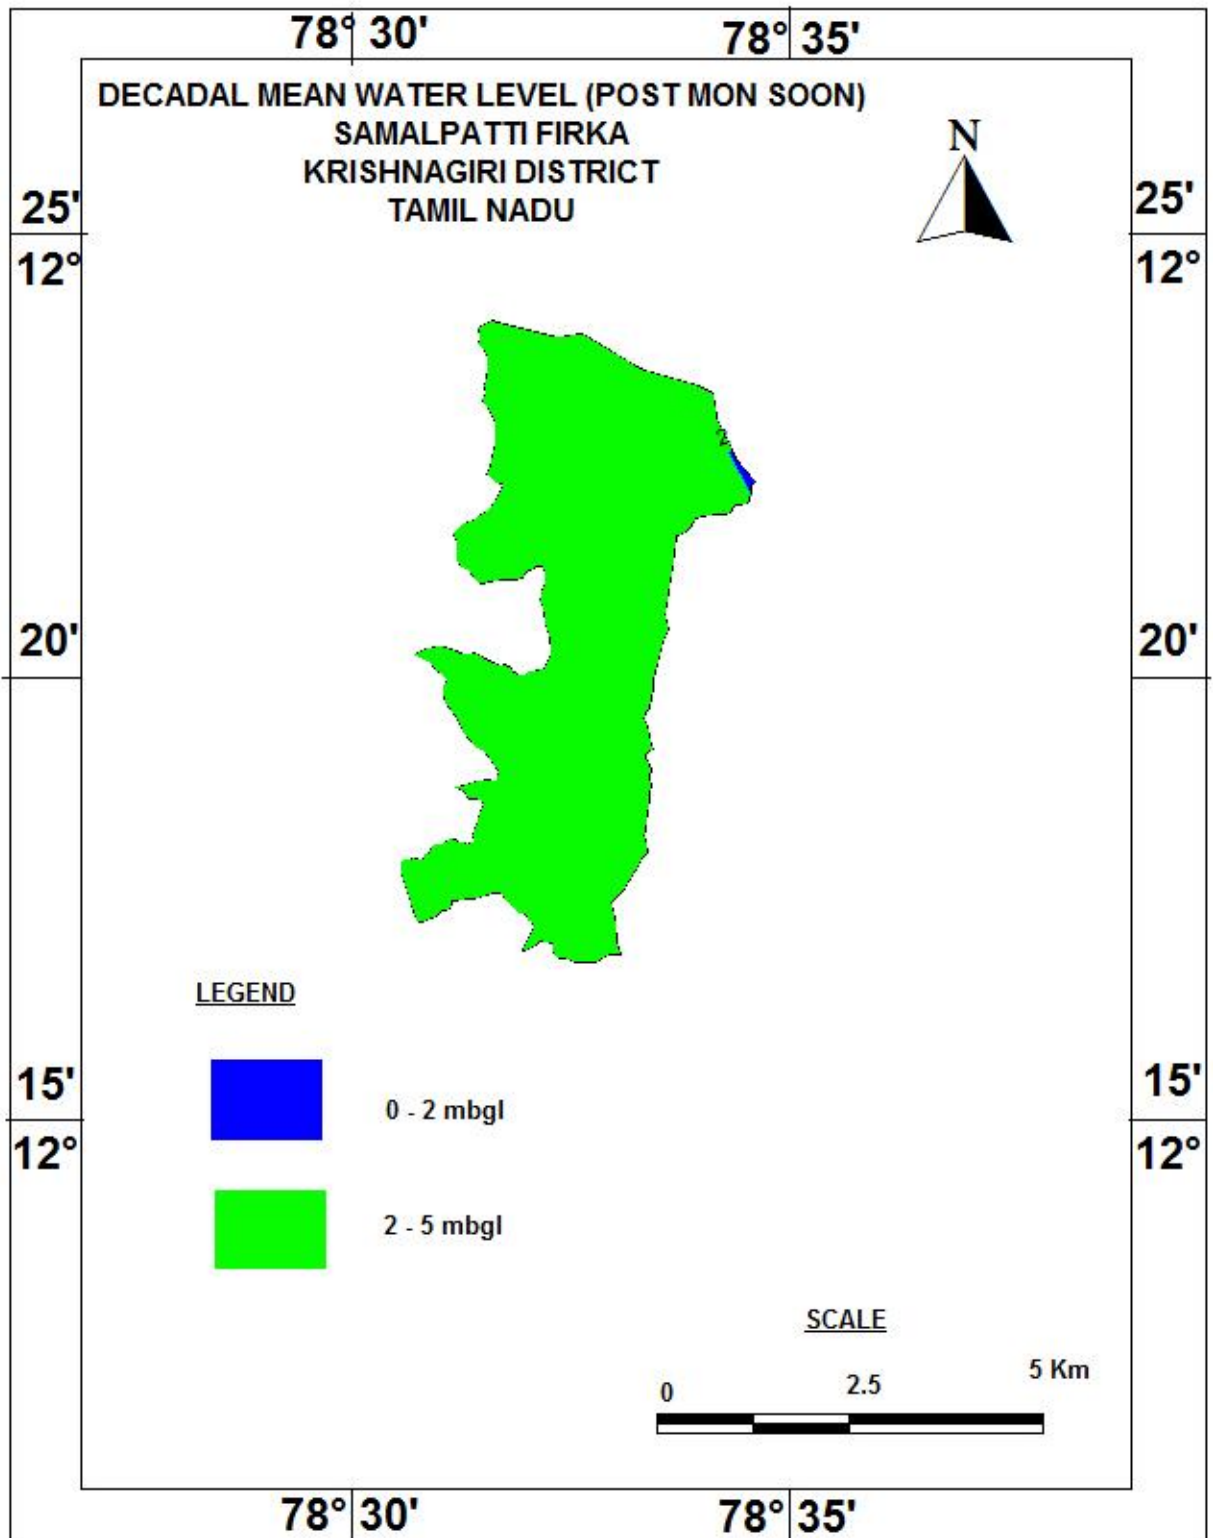 78° 30'
78° 35'
DECADAL MEAN WATER LEVEL (POST MON SOON)
SAMALPATTI FIRKA
KRISHNAGIRI DISTRICT
TAMIL NADU
N
25'
12°
25'
12°
2
20'
20'
LEGEND
15'
12°
15'
12°
0 - 2 mbgl
2 - 5 mbgl
SCALE
0
2.5
5 Km
78° 30'
78° 35'